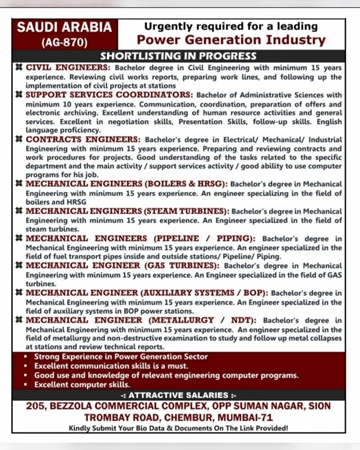 SAUDI ARABIA
(AG-870)
Urgently required for a leading
Power Generation Industry
SHORTLISTING IN PROGRESS
CIVIL ENGINEERS: Bachelor degree in Civil Engineering with minimum 15 years
experience. Reviewing civil works reports, preparing work lines, and following up the
implementation of civil projects at stations
SUPPORT SERVICES COORDINATORS: Bachelor of Administrative Sciences with
minimum 10 years experience. Communication, coordination, preparation of offers and
electronic archiving. Excellent understanding of human resource activities and general
services. Excellent in negotiation skills, Presentation Skills, follow-up skills. English
language proficiency.
CONTRACTS ENGINEERS: Bachelor's degree in Electrical/ Mechanical/ Industrial
Engineering with minimum 15 years experience. Preparing and reviewing contracts and
work procedures for projects. Good understanding of the tasks related to the specific
department and the main activity / support services activity / good ability to use computer
programs for his job.
MECHANICAL ENGINEERS (BOILERS & HRSG): Bachelor's degree in Mechanical
Engineering with minimum 15 years experience. An engineer specializing in the field of
boilers and HRSG
MECHANICAL ENGINEERS (STEAM TURBINES): Bachelor's degree in Mechanical
Engineering with minimum 15 years experience. An Engineer specialized in the field of
steam turbines.
MECHANICAL ENGINEERS (PIPELINE / PIPING): Bachelor's degree in
Mechanical Engineering with minimum 15 years experience. An engineer specialized in the
field of fuel transport pipes inside and outside stations/ Pipeline/ Piping.
MECHANICAL ENGINEER (GAS TURBINES): Bachelor's degree in Mechanical
Engineering with minimum 15 years experience. An Engineer specialized in the field of GAS
turbines.
MECHANICAL ENGINEER (AUXILIARY SYSTEMS / BOP): Bachelor's degree in
Mechanical Engineering with minimum 15 years experience. An Engineer specialized in the
field of auxiliary systems in BOP power stations.
MECHANICAL ENGINEER (METALLURGY / NDT): Bachelor's degree in
Mechanical Engineering with minimum 15 years experience. An engineer specialized in the
field of metallurgy and non-destructive examination to study and follow up metal collapses
at stations and review technical reports.
• Strong Experience in Power Generation Sector
• Excellent communication skills is a must.
• Good use and knowledge of relevant engineering computer programs.
• Excellent computer skills.
-: ATTRACTIVE SALARIES :-
205, BEZZOLA COMMERCIAL COMPLEX, OPP SUMAN NAGAR, SION
TROMBAY ROAD, CHEMBUR, MUMBAI-71
Kindly Submit Your Bio Data & Documents On The Link Provided!